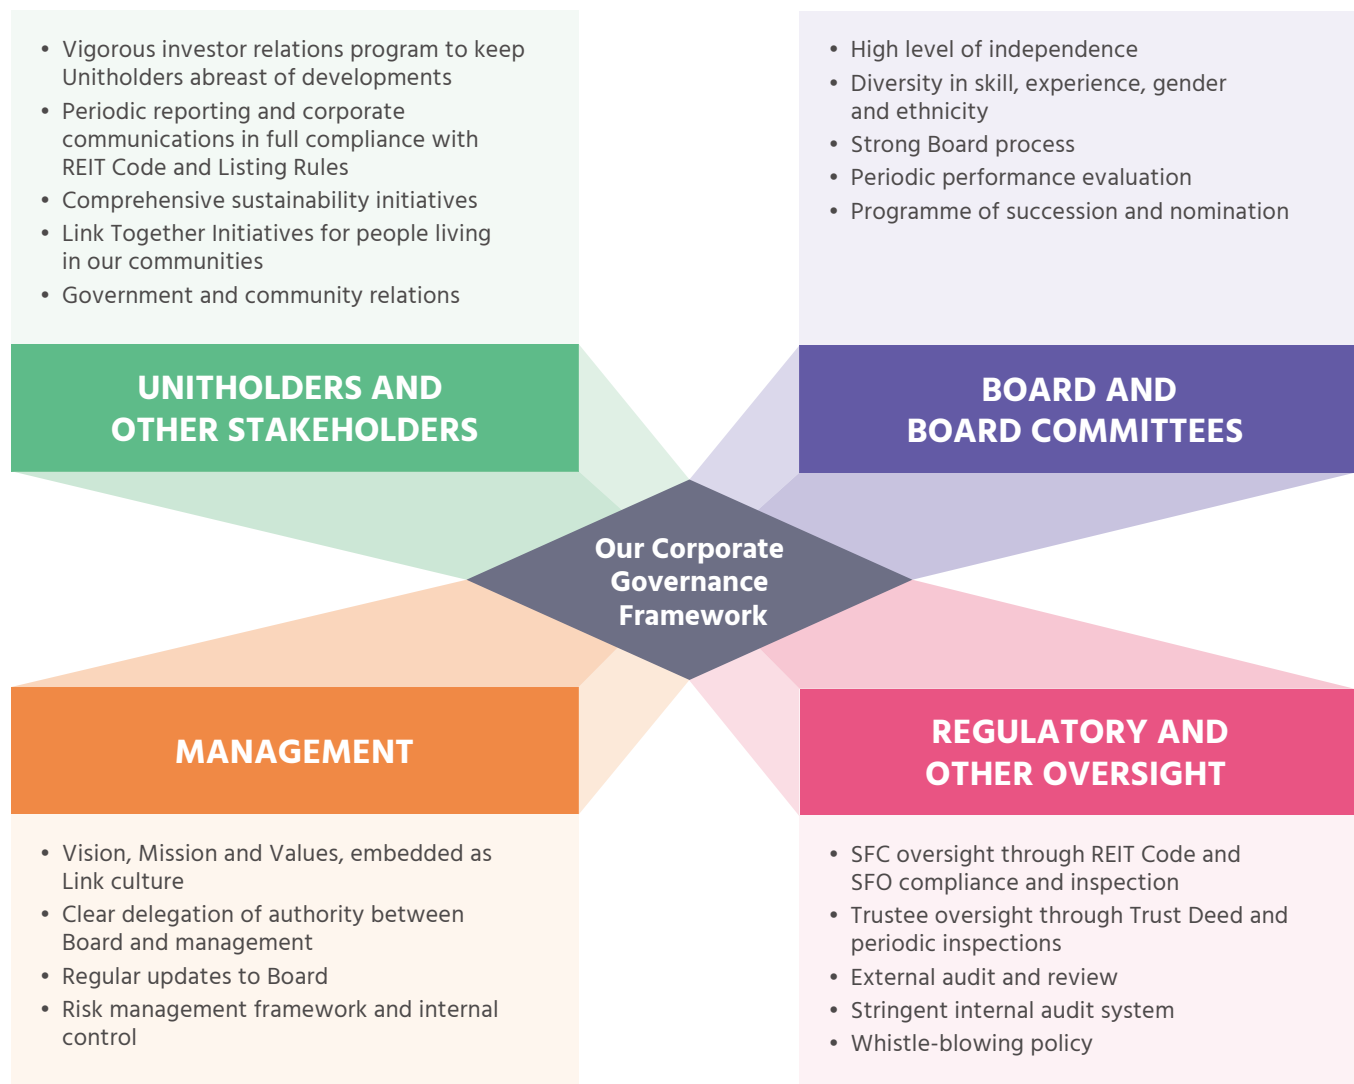 • Vigorous investor relations program to keep
Unitholders abreast of developments
• Periodic reporting and corporate
communications in full compliance with
REIT Code and Listing Rules
• Comprehensive sustainability initiatives
• Link Together Initiatives for people living
in our communities
• Government and community relations
UNITHOLDERS AND
OTHER STAKEHOLDERS
• High level of independence
• Diversity in skill, experience, gender
and ethnicity
• Strong Board process
• Periodic performance evaluation
• Programme of succession and nomination
BOARD AND
BOARD COMMITTEES
Our Corporate
Governance
Framework
MANAGEMENT
• Vision, Mission and Values, embedded as
Link culture
• Clear delegation of authority between
Board and management
• Regular updates to Board
• Risk management framework and internal
control
REGULATORY AND
OTHER OVERSIGHT
• SFC oversight through REIT Code and
SFO compliance and inspection
• Trustee oversight through Trust Deed and
periodic inspections
• External audit and review
• Stringent internal audit system
• Whistle-blowing policy